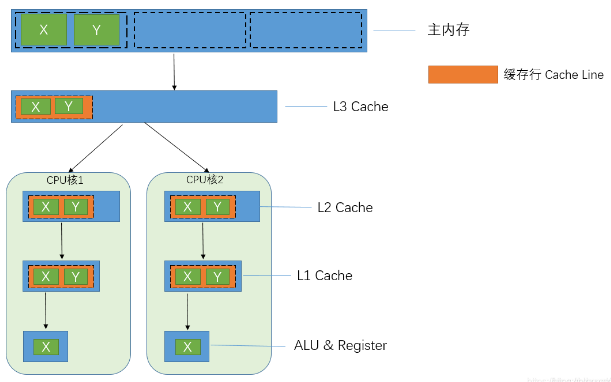 X Y
主内存
缓存行 Cache Line
X Y
L3 Cache
CPU核1
CPU核2
X Y
X Y
L2 Cache
X Y
X Y
L1 Cache
X
X
ALU & Register